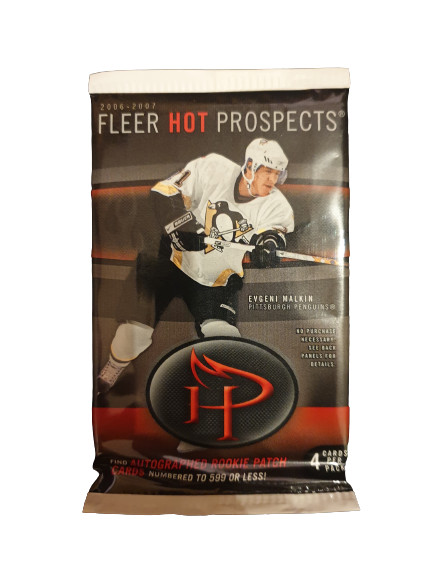 2006-2007
FLEER HOT PROSPECTS®
EVGENI MALKIN
PITTSBURGH PENGUINS®
NO PURCHASE
NECESSARY.
SEE BACK
PANELS FOR
DETAILS.
HP
FIND AUTOGRAPHED ROOKIE PATCH
CARDS NUMBERED TO 599 OR LESS!
4 CARDS
PER
PACK